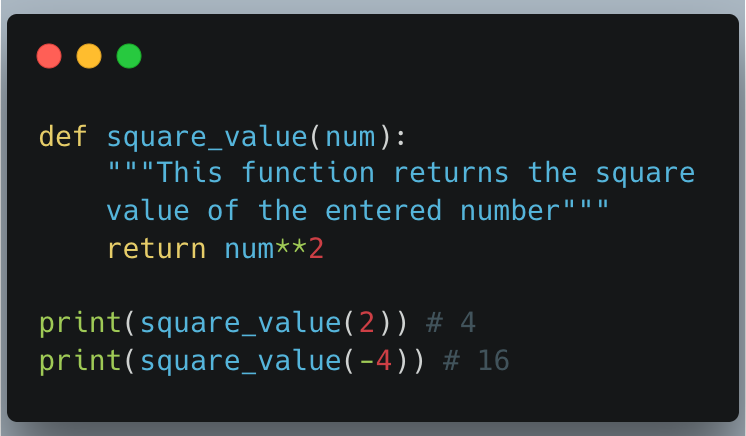 def square_value(num):
    """This function returns the square
    value of the entered number"""
    return num**2

print(square_value(2)) # 4
print(square_value(-4)) # 16